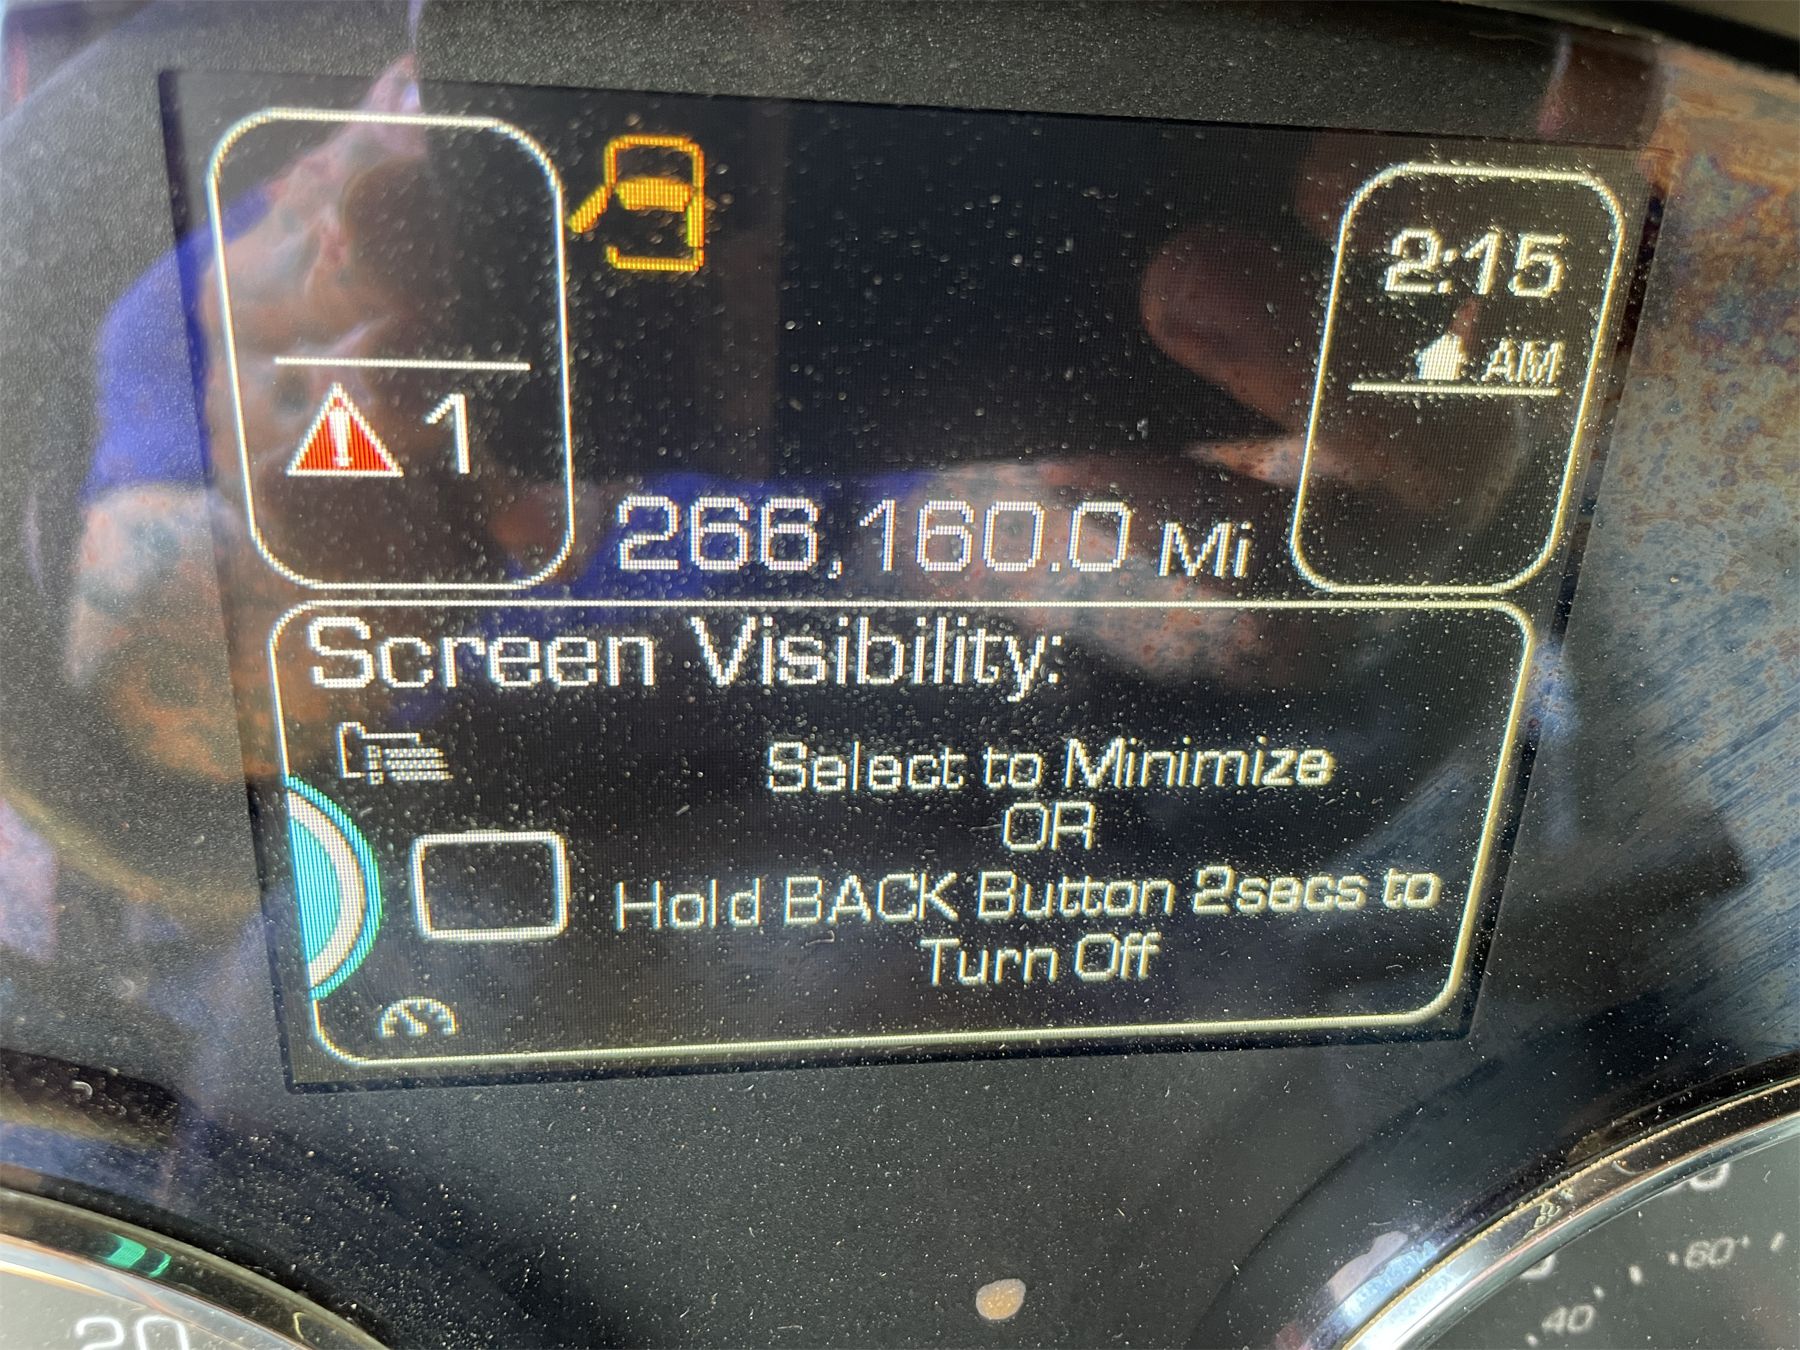 2:15
AM
1
266,160.0 Mi
Screen Visibility:
Select to Minimize
OR
Hold BACK Button 2secs to
Turn Off
20
60
40